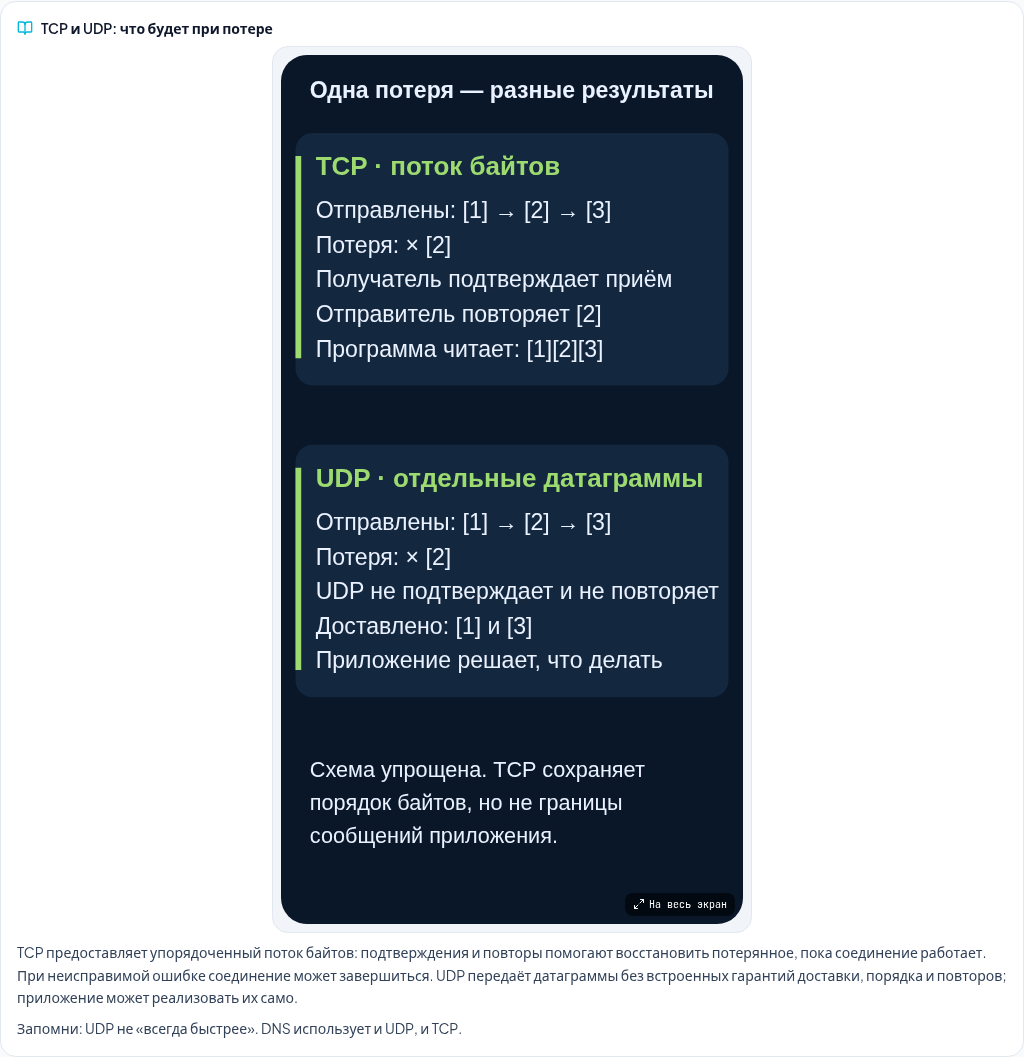 TCP и UDP: что будет при потере
Одна потеря — разные результаты
TCP · поток байтов
Отправлены: [1] → [2] → [3]
Потеря: × [2]
Получатель подтверждает приём
Отправитель повторяет [2]
Программа читает: [1][2][3]
UDP · отдельные датаграммы
Отправлены: [1] → [2] → [3]
Потеря: × [2]
UDP не подтверждает и не повторяет
Доставлено: [1] и [3]
Приложение решает, что делать
Схема упрощена. TCP сохраняет
порядок байтов, но не границы
сообщений приложения.
На весь экран
TCP предоставляет упорядоченный поток байтов: подтверждения и повторы помогают восстановить потерянное, пока соединение работает.
При неисправимой ошибке соединение может завершиться. UDP передаёт датаграммы без встроенных гарантий доставки, порядка и повторов;
приложение может реализовать их само.
Запомни: UDP не «всегда быстрее». DNS использует и UDP, и TCP.